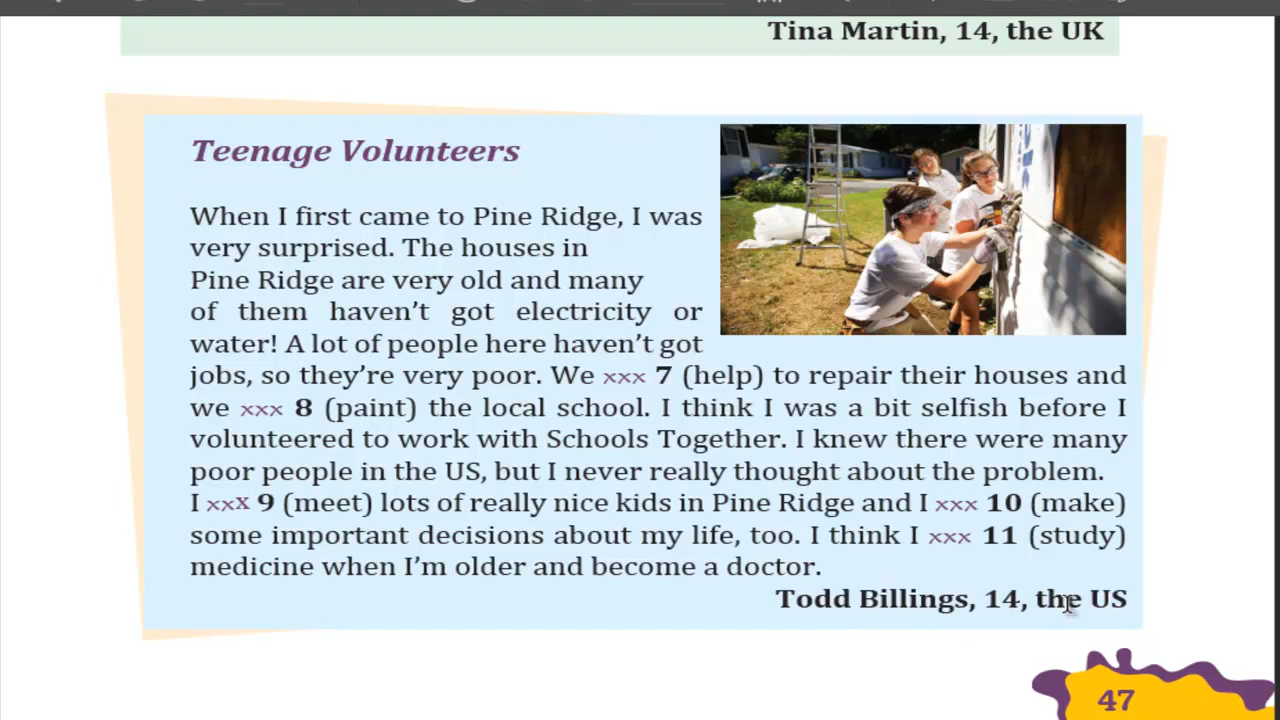 Tina Martin, 14, the UK
Teenage Volunteers
When I first came to Pine Ridge, I was
very surprised. The houses in
Pine Ridge are very old and many
of them haven't got electricity or
water! A lot of people here haven't got
jobs, so they're very poor. We xxx 7 (help) to repair their houses and
we xxx 8 (paint) the local school. I think I was a bit selfish before I
volunteered to work with Schools Together. I knew there were many
poor people in the US, but I never really thought about the problem.
I xxx 9 (meet) lots of really nice kids in Pine Ridge and I xxx 10 (make)
some important decisions about my life, too. I think I xxx 11 (study)
medicine when I'm older and become a doctor.
Todd Billings, 14, the US
47